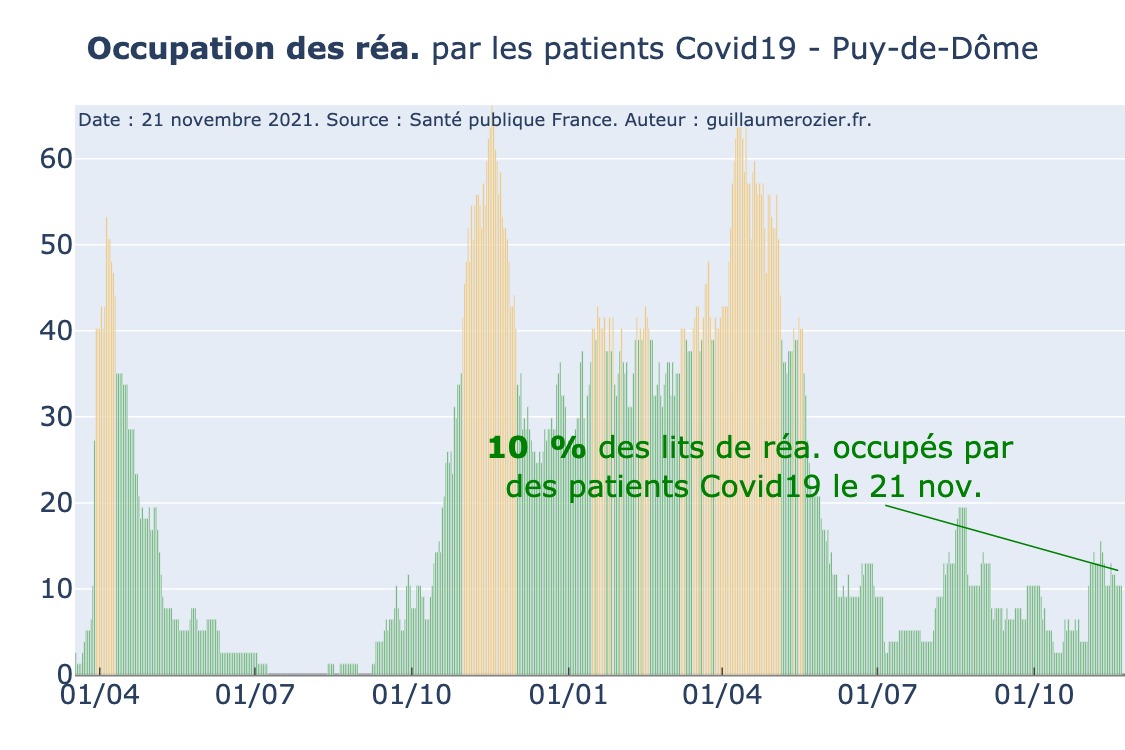 Occupation des réa. par les patients Covid19 - Puy-de-Dôme
Date : 21 novembre 2021. Source : Santé publique France. Auteur : guillaumerozier.fr.
60
50
40
30
10 % des lits de réa. occupés par
des patients Covid19 le 21 nov.
20
10
0
01/04 01/07 01/10 01/01 01/04 01/07 01/10